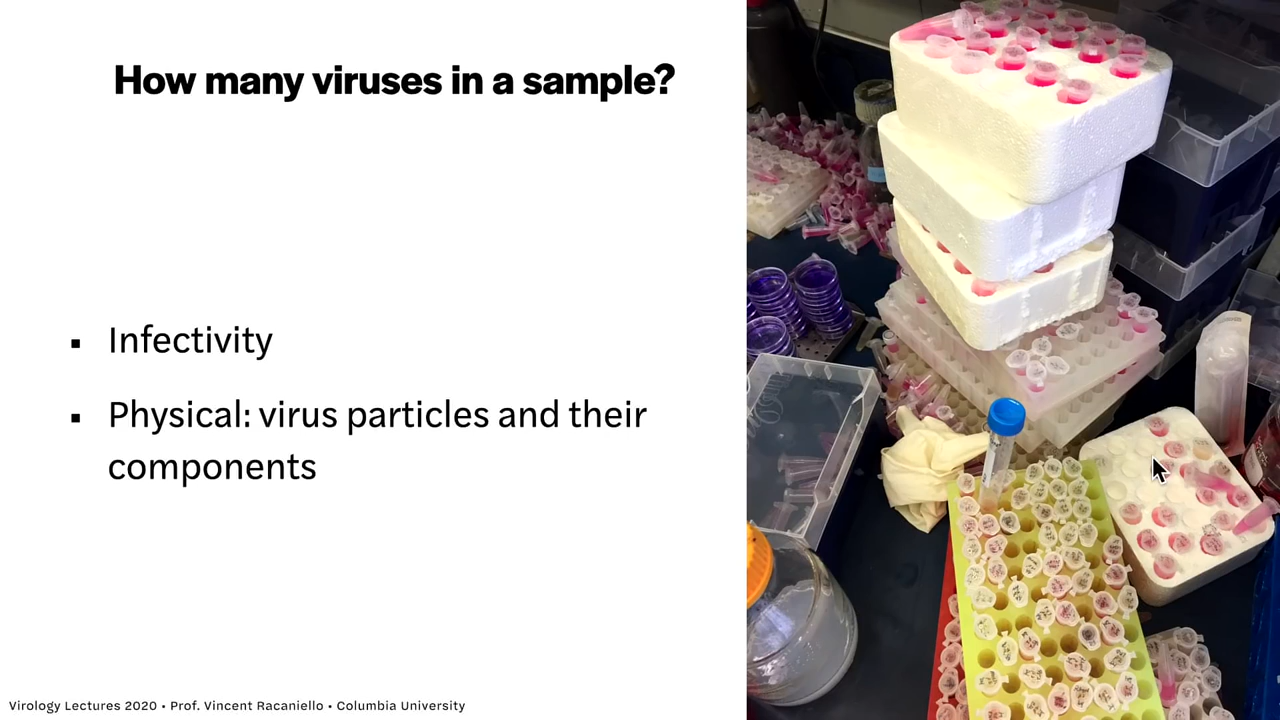 How many viruses in a sample?
▪ Infectivity
▪ Physical: virus particles and their
components
Virology Lectures 2020 • Prof. Vincent Racaniello • Columbia University